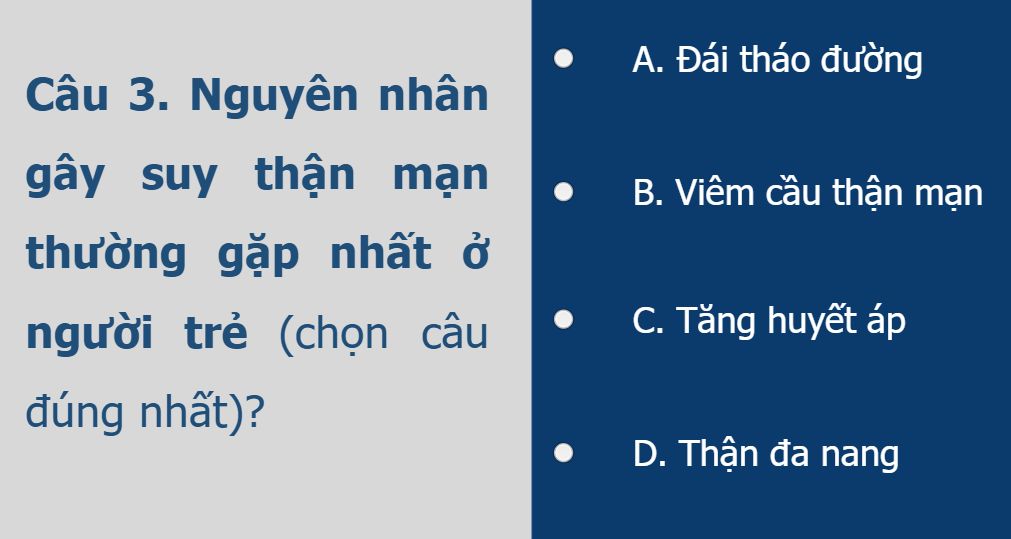 Câu 3. Nguyên nhân
gây suy thận mạn
thường gặp nhất ở
người trẻ (chọn câu
đúng nhất)?
A. Đái tháo đường
B. Viêm cầu thận mạn
C. Tăng huyết áp
D. Thận đa nang